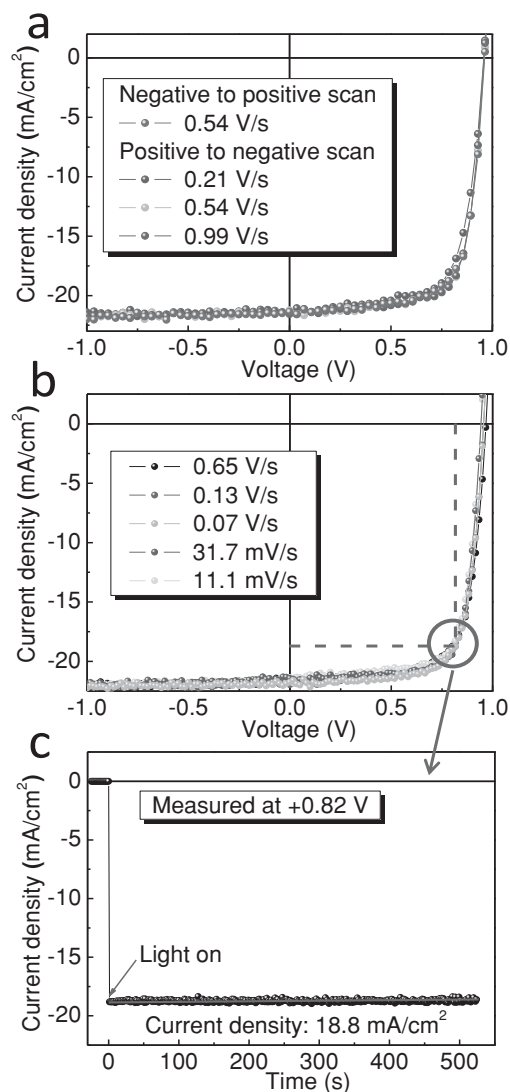 a
0
-5
-10
-15
-20
Current density (mA/cm²)
Negative to positive scan
0.54 V/s
Positive to negative scan
0.21 V/s
0.54 V/s
0.99 V/s
-1.0 -0.5 0.0 0.5 1.0
Voltage (V)
b
0
-5
-10
-15
-20
Current density (mA/cm²)
0.65 V/s
0.13 V/s
0.07 V/s
31.7 mV/s
11.1 mV/s
-1.0 -0.5 0.0 0.5 1.0
Voltage (V)
c
0
-5
-10
-15
-20
Current density (mA/cm²)
Measured at +0.82 V
Light on
Current density: 18.8 mA/cm²
0 100 200 300 400 500
Time (s)